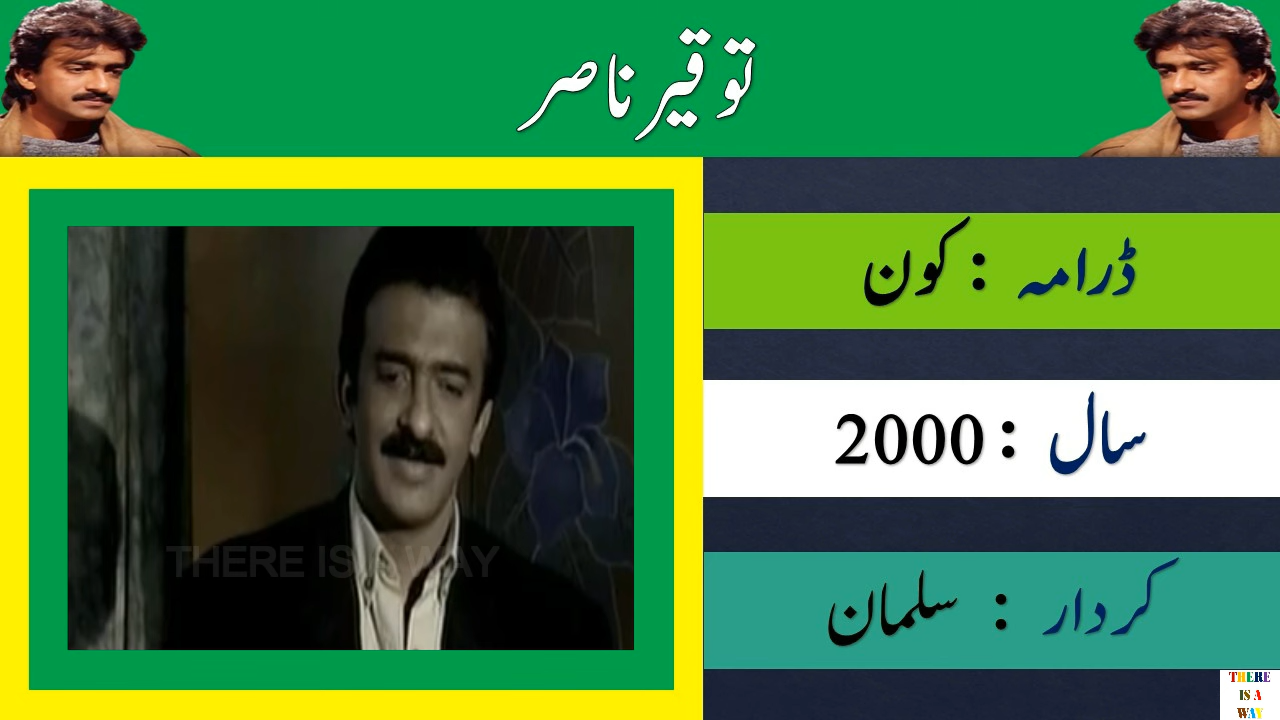 توقیر ناصر
ڈرامہ : کون
سال : 2000
کردار : سلمان
THERE IS A WAY
THERE
IS A
WAY